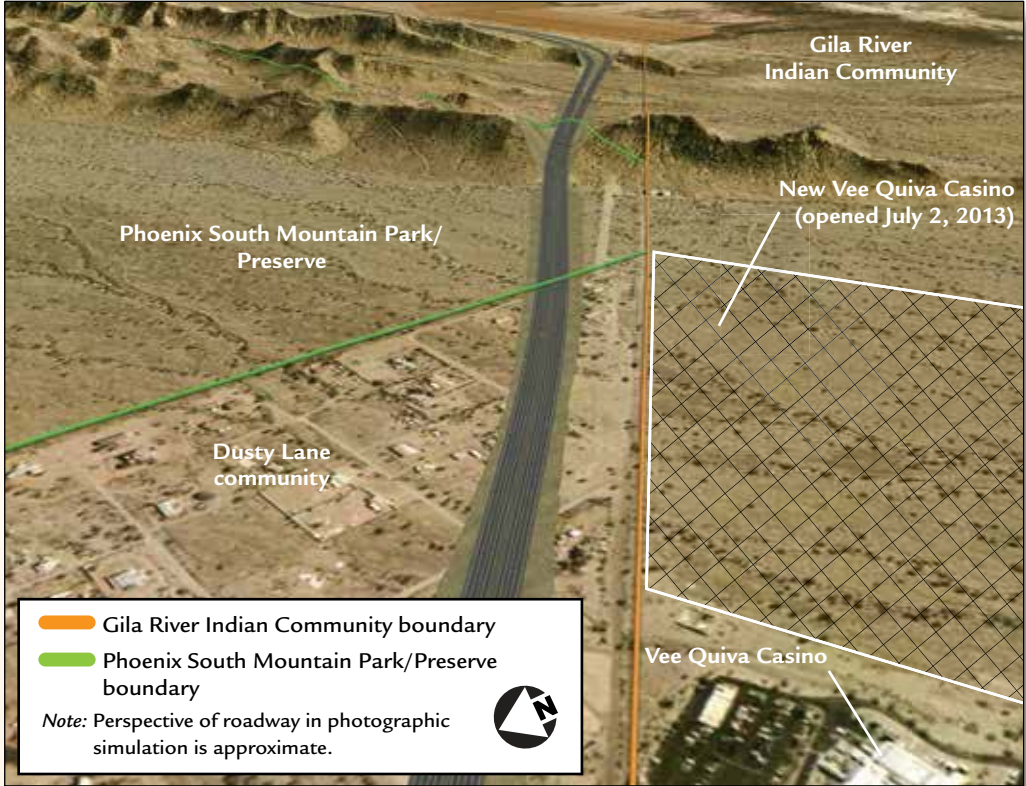 Gila River
Indian Community
New Vee Quiva Casino
(opened July 2, 2013)
Phoenix South Mountain Park/
Preserve
Dusty Lane
community
Vee Quiva Casino
Gila River Indian Community boundary
Phoenix South Mountain Park/Preserve
boundary
Note: Perspective of roadway in photographic
simulation is approximate.
N